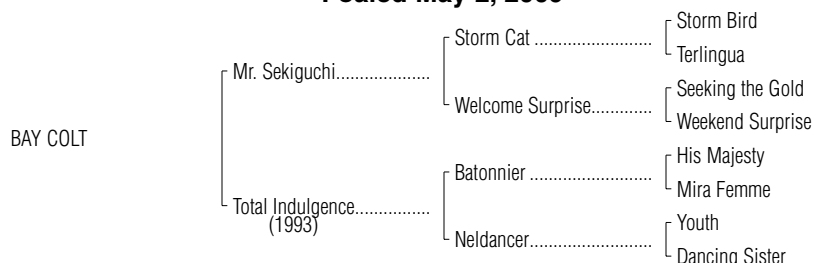 Foaled May 2,
Storm Bird
Storm Cat ........................
Terlingua
Mr. Sekiguchi....................
Seeking the Gold
Welcome Surprise.............
Weekend Surprise
BAY COLT
His Majesty
Batonnier .........................
Mira Femme
Total Indulgence................
(1993)
Youth
Neldancer.........................
Dancing Sister